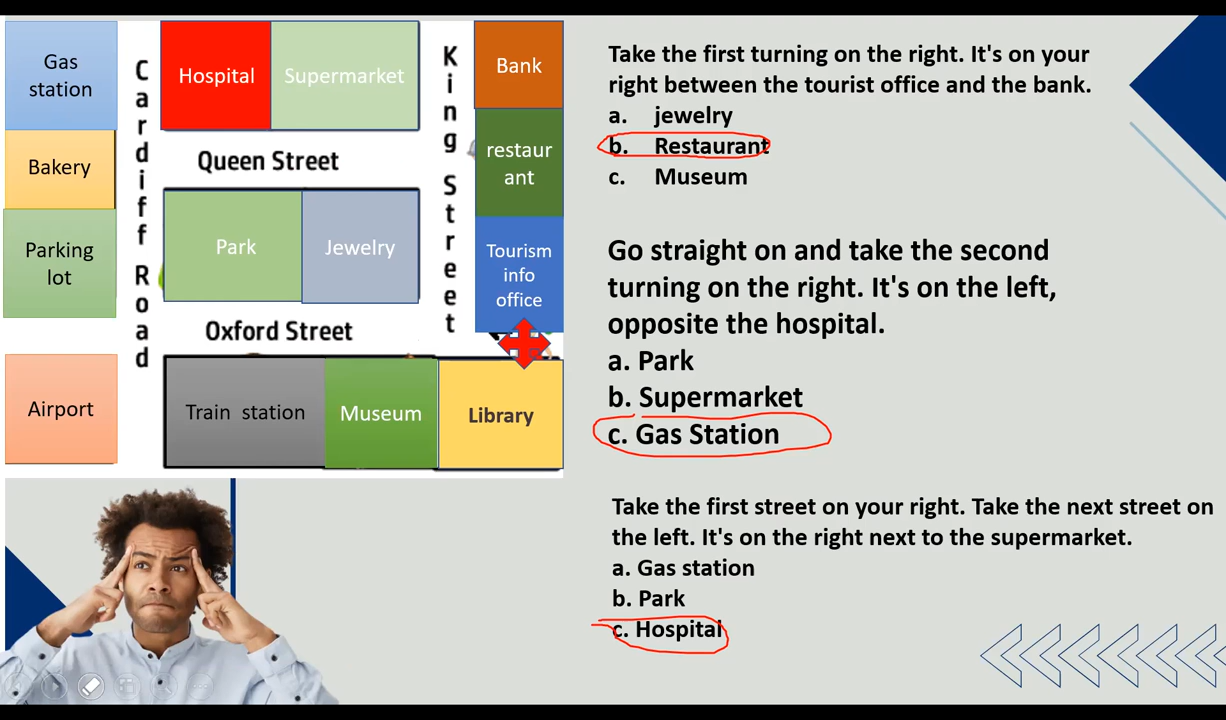 Gas
station
Bakery
Parking
lot
Airport
Cardiff Road
Hospital
Supermarket
Queen Street
Park
Jewelry
Oxford Street
Train station
Museum
Library
King Street
Bank
restaur
ant
Tourism
info
office
Take the first turning on the right. It's on your
right between the tourist office and the bank.
a. jewelry
b. Restaurant
c. Museum
Go straight on and take the second
turning on the right. It's on the left,
opposite the hospital.
a. Park
b. Supermarket
c. Gas Station
Take the first street on your right. Take the next street on
the left. It's on the right next to the supermarket.
a. Gas station
b. Park
c. Hospital